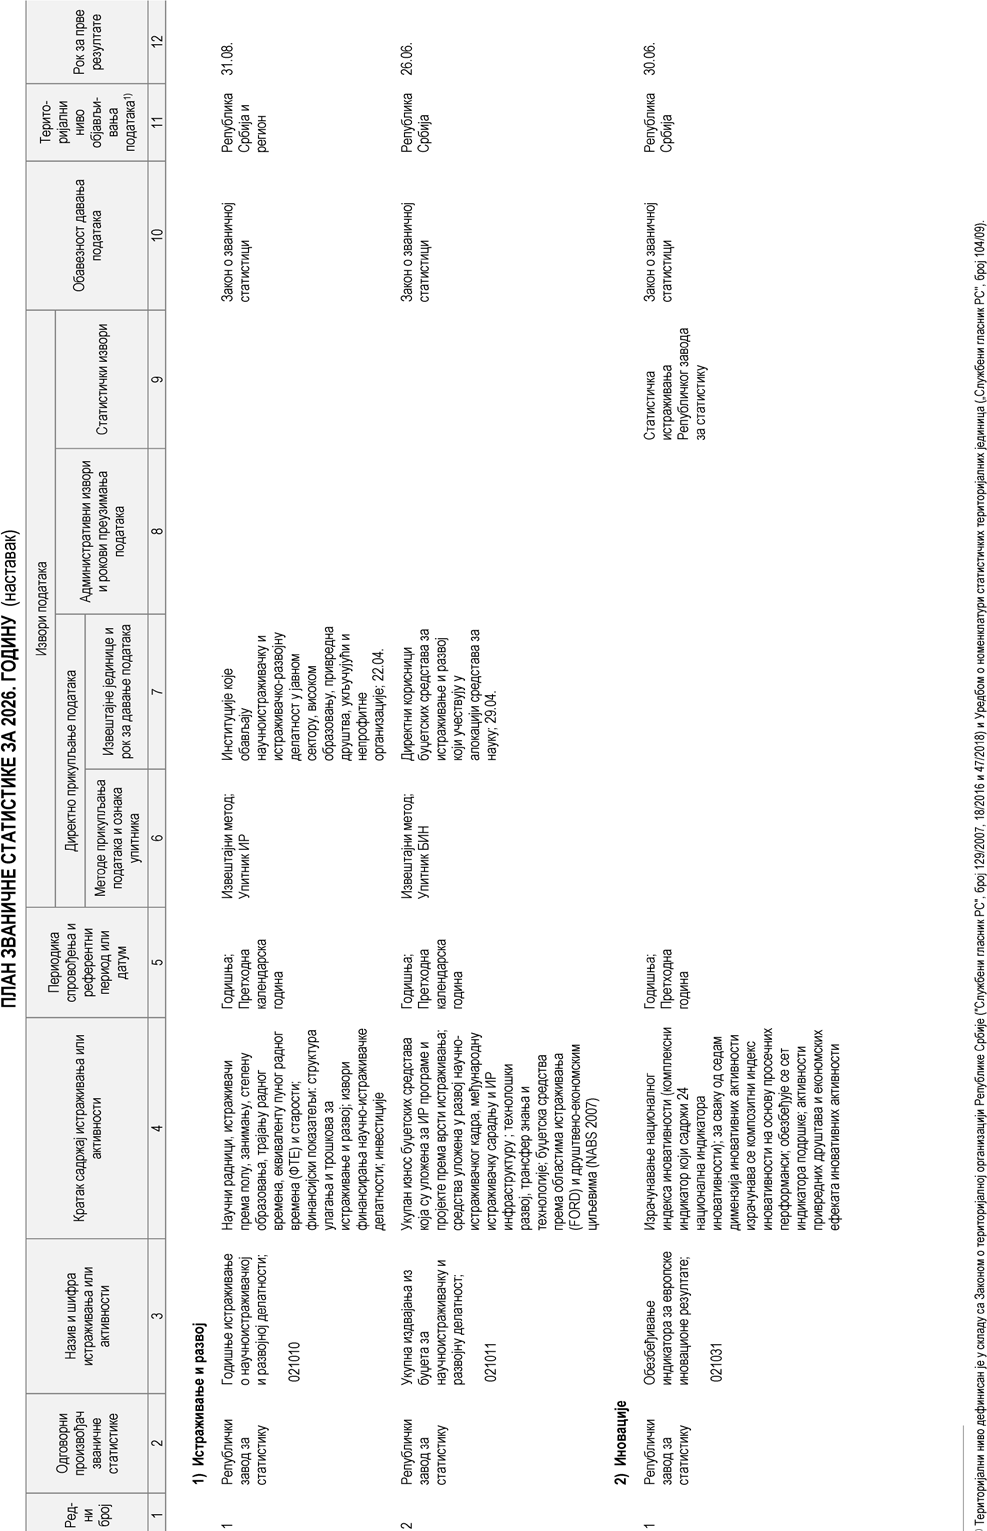 ПЛАН ЗВАНИЧНЕ СТАТИСТИКЕ ЗА 2026. ГОДИНУ (наставак)
Ред-
ни
број
Одговорни
произвођач
званичне
статистике
Назив и шифра
истраживања или
активности
Кратак садржај истраживања или
активности
Периодика
спровођења и
референтни
период или
датум
Извори података
Директно прикупљање података
Методе прикупљања
података и ознака
упитника
Извештајне јединице и
рок за давање података
Административни извори
и рокови преузимања
података
Статистички извори
Обавезност давања
података
Терито-
ријални
ниво
објављи-
вања
података¹⁾
Рок за прве
резултате
1 2 3 4 5 6 7 8 9 10 11 12
1) Истраживање и развој
1
Републички
завод за
статистику
Годишње истраживање
о научноистраживачкој
и развојној делатности;
021010
Научни радници, истраживачи
према полу, занимању, степену
образовања, трајању радног
времена, еквиваленту пуног радног
времена (ФТЕ) и старости;
финансијски показатељи: структура
улагања и трошкова за
истраживање и развој; извори
финансирања научно-истраживачке
делатности; инвестиције
Годишња;
Претходна
календарска
година
Извештајни метод;
Упитник ИР
Институције које
обављају
научноистраживачку и
истраживачко-развојну
делатност у јавном
сектору, високом
образовању, привредна
друштва, укључујући и
непрофитне
организације; 22.04.
Закон о званичној
статистици
Република
Србија и
регион
31.08.
2
Републички
завод за
статистику
Укупна издвајања из
буџета за
научноистраживачку и
развојну делатност;
021011
Укупан износ буџетских средстава
која су уложена за ИР програме и
пројекте према врсти истраживања;
средства уложена у развој научно-
истраживачког кадра, међународну
истраживачку сарадњу и ИР
инфраструктуру ; технолошки
развој, трансфер знања и
технологије; буџетска средства
према областима истраживања
(FORD) и друштвено-економским
циљевима (NABS 2007)
Годишња;
Претходна
календарска
година
Извештајни метод;
Упитник БИН
Директни корисници
буџетских средстава за
истраживање и развој
који учествују у
алокацији средстава за
науку; 29.04.
Закон о званичној
статистици
Република
Србија
26.06.
2) Иновације
1
Републички
завод за
статистику
Обезбеђивање
индикатора за европске
иновационе резултате;
021031
Израчунавање националног
индекса иновативности (комплексни
индикатор који садржи 24
национална индикатора
иновативности); за сваку од седам
димензија иновативних активности
израчунава се композитни индекс
иновативности на основу просечних
перформанси; обезбеђује се сет
индикатора подршке; активности
привредних друштава и економских
ефеката иновативних активности
Годишња;
Претходна
година
Статистичка
истраживања
Републичког завода
за статистику
Закон о званичној
статистици
Република
Србија
30.06.
¹⁾ Територијални ниво дефинисан је у складу са Законом о територијалној организацији Републике Србије ("Службени гласник РС", број 129/2007, 18/2016 и 47/2018) и Уредбом о номенклатури статистичких територијалних јединица („Службени гласник РС", број 104/09).